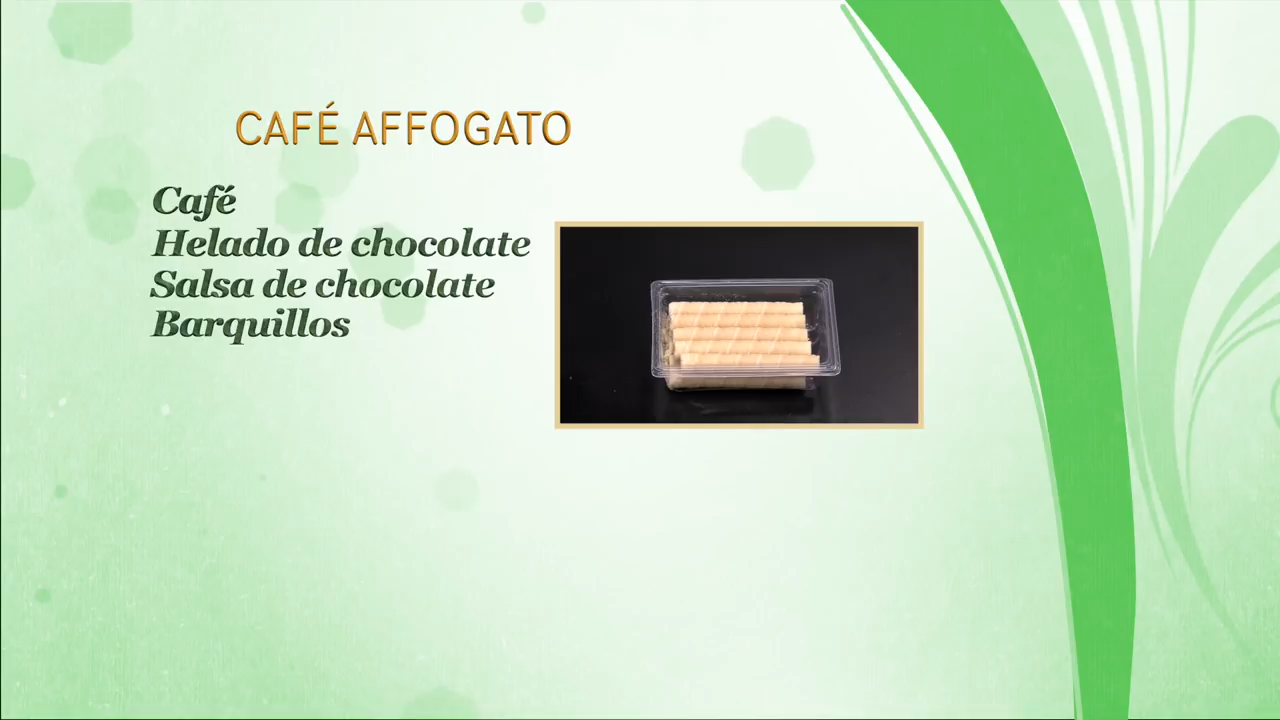 CAFÉ AFFOGATO
Café
Helado de chocolate
Salsa de chocolate
Barquillos